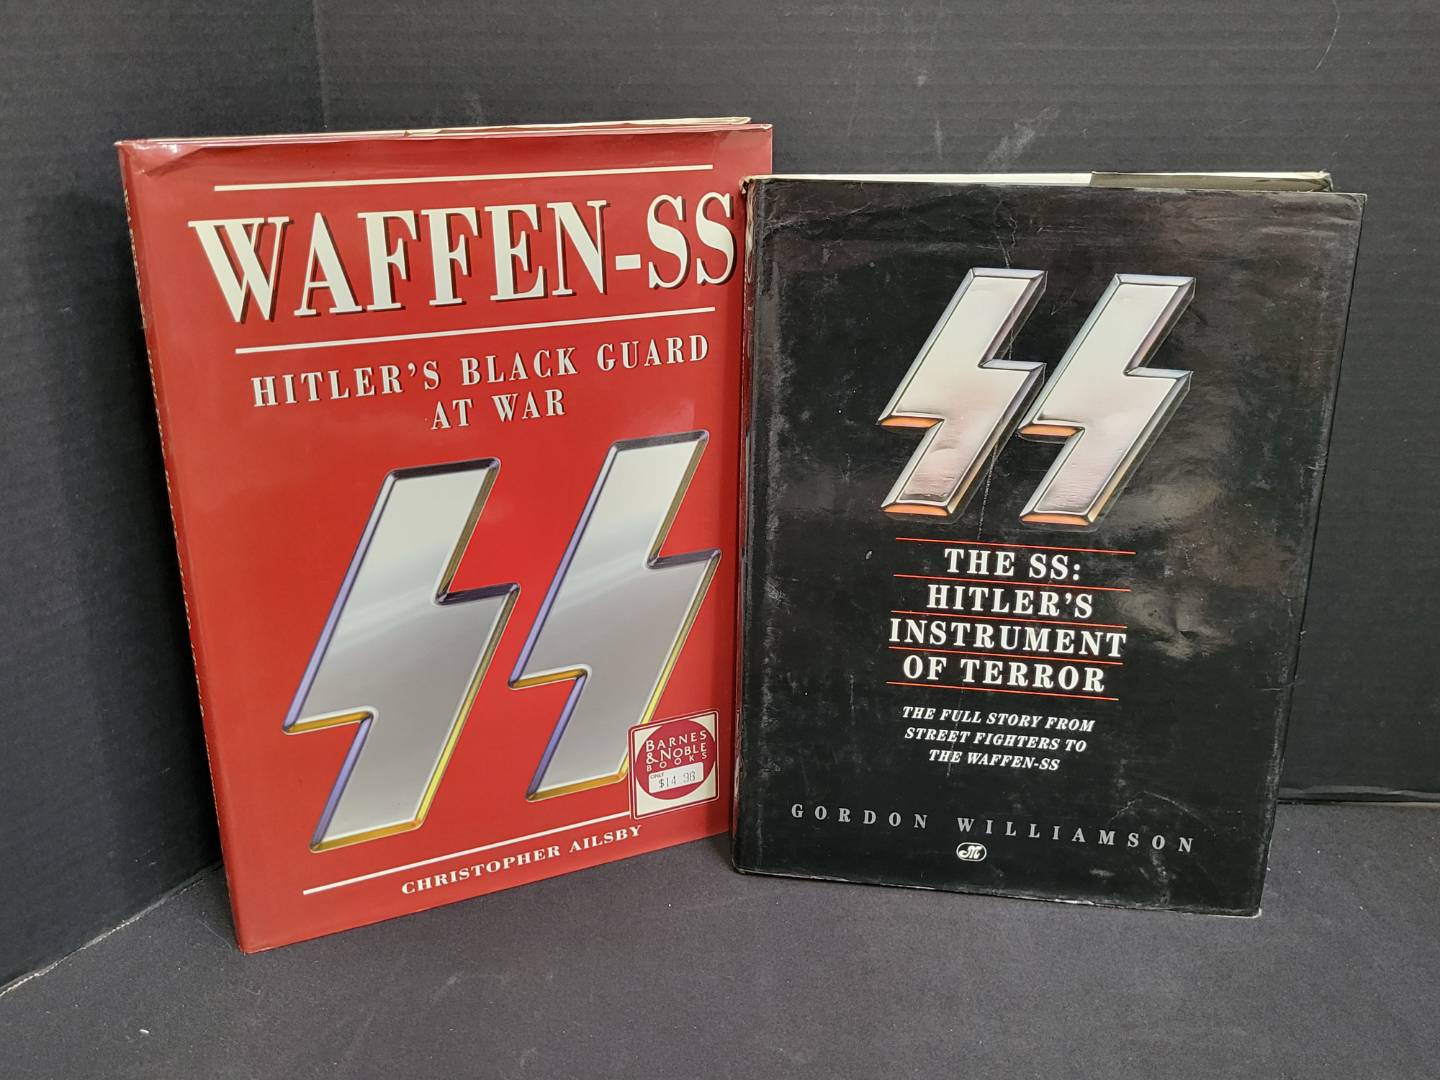 WAFFEN-SS
HITLER'S BLACK GUARD
AT WAR
BARNES
& NOBLE
BOOKS
ONLY
$14.98
CHRISTOPHER AILSBY
THE SS:
HITLER'S
INSTRUMENT
OF TERROR
THE FULL STORY FROM
STREET FIGHTERS TO
THE WAFFEN-SS
GORDON WILLIAMSON
M